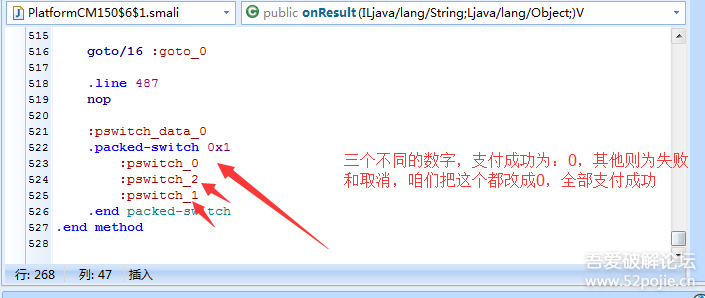 PlatformCM150$6$1.smali
public onResult(ILjava/lang/String;Ljava/lang/Object;)V
515
516 goto/16 :goto_0
517
518 .line 487
519 nop
520
521 :pswitch_data_0
522 .packed-switch 0x1
523 :pswitch_0
524 :pswitch_2
525 :pswitch_1
526 .end packed-switch
527 .end method
528
三个不同的数字，支付成功为：0，其他则为失败
和取消，咱们把这个都改成0，全部支付成功
吾爱破解论坛
www.52pojie.cn
行: 268 列: 47 插入